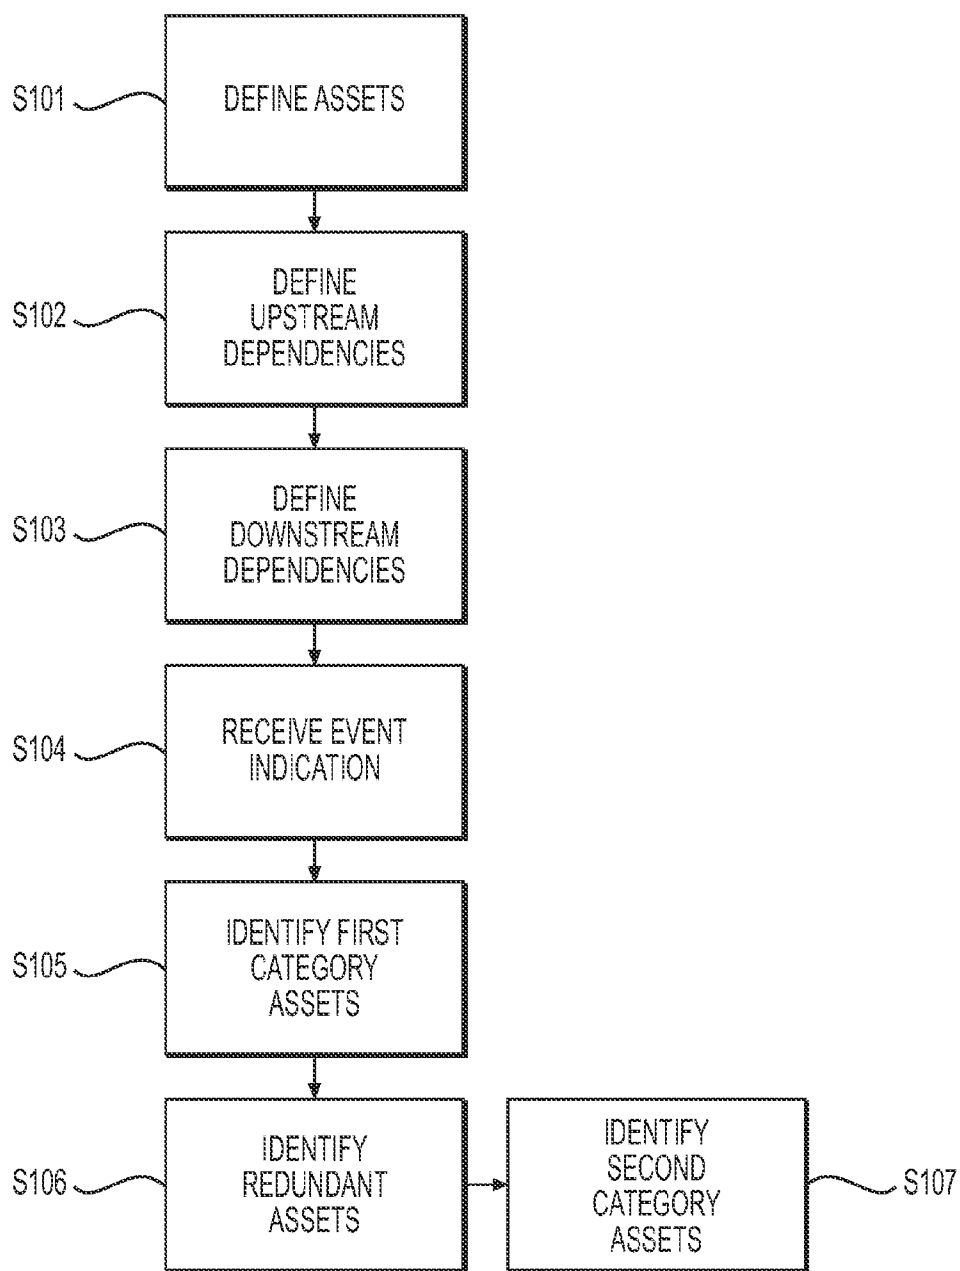 S101
DEFINE ASSETS
S102
DEFINE
UPSTREAM
DEPENDENCIES
S103
DEFINE
DOWNSTREAM
DEPENDENCIES
S104
RECEIVE EVENT
INDICATION
S105
IDENTIFY FIRST
CATEGORY
ASSETS
S106
IDENTIFY
REDUNDANT
ASSETS
IDENTIFY
SECOND
CATEGORY
ASSETS
S107